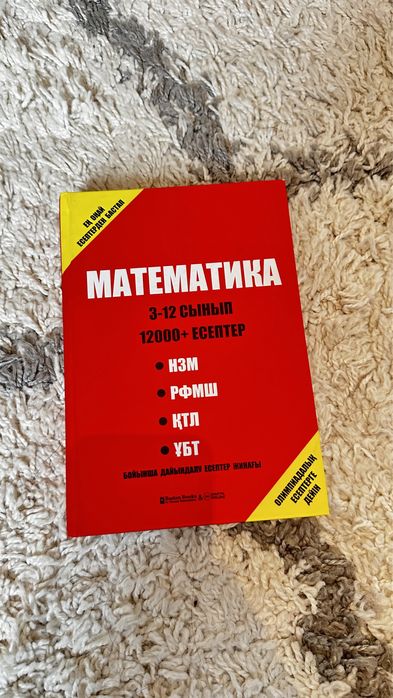 ЕҢ ОҢАЙ
ЕСЕПТЕРДЕН БАСТАП
МАТЕМАТИКА
3-12 СЫНЫП
12000+ ЕСЕПТЕР
• НЗМ
• РФМШ
• ҚТЛ
• ҰБТ
БОЙЫНША ДАЙЫНДАЛУ ЕСЕПТЕР ЖИНАҒЫ
ОЛИМПИАДАЛЫҚ
ЕСЕПТЕРГЕ
ДЕЙІН
Books &